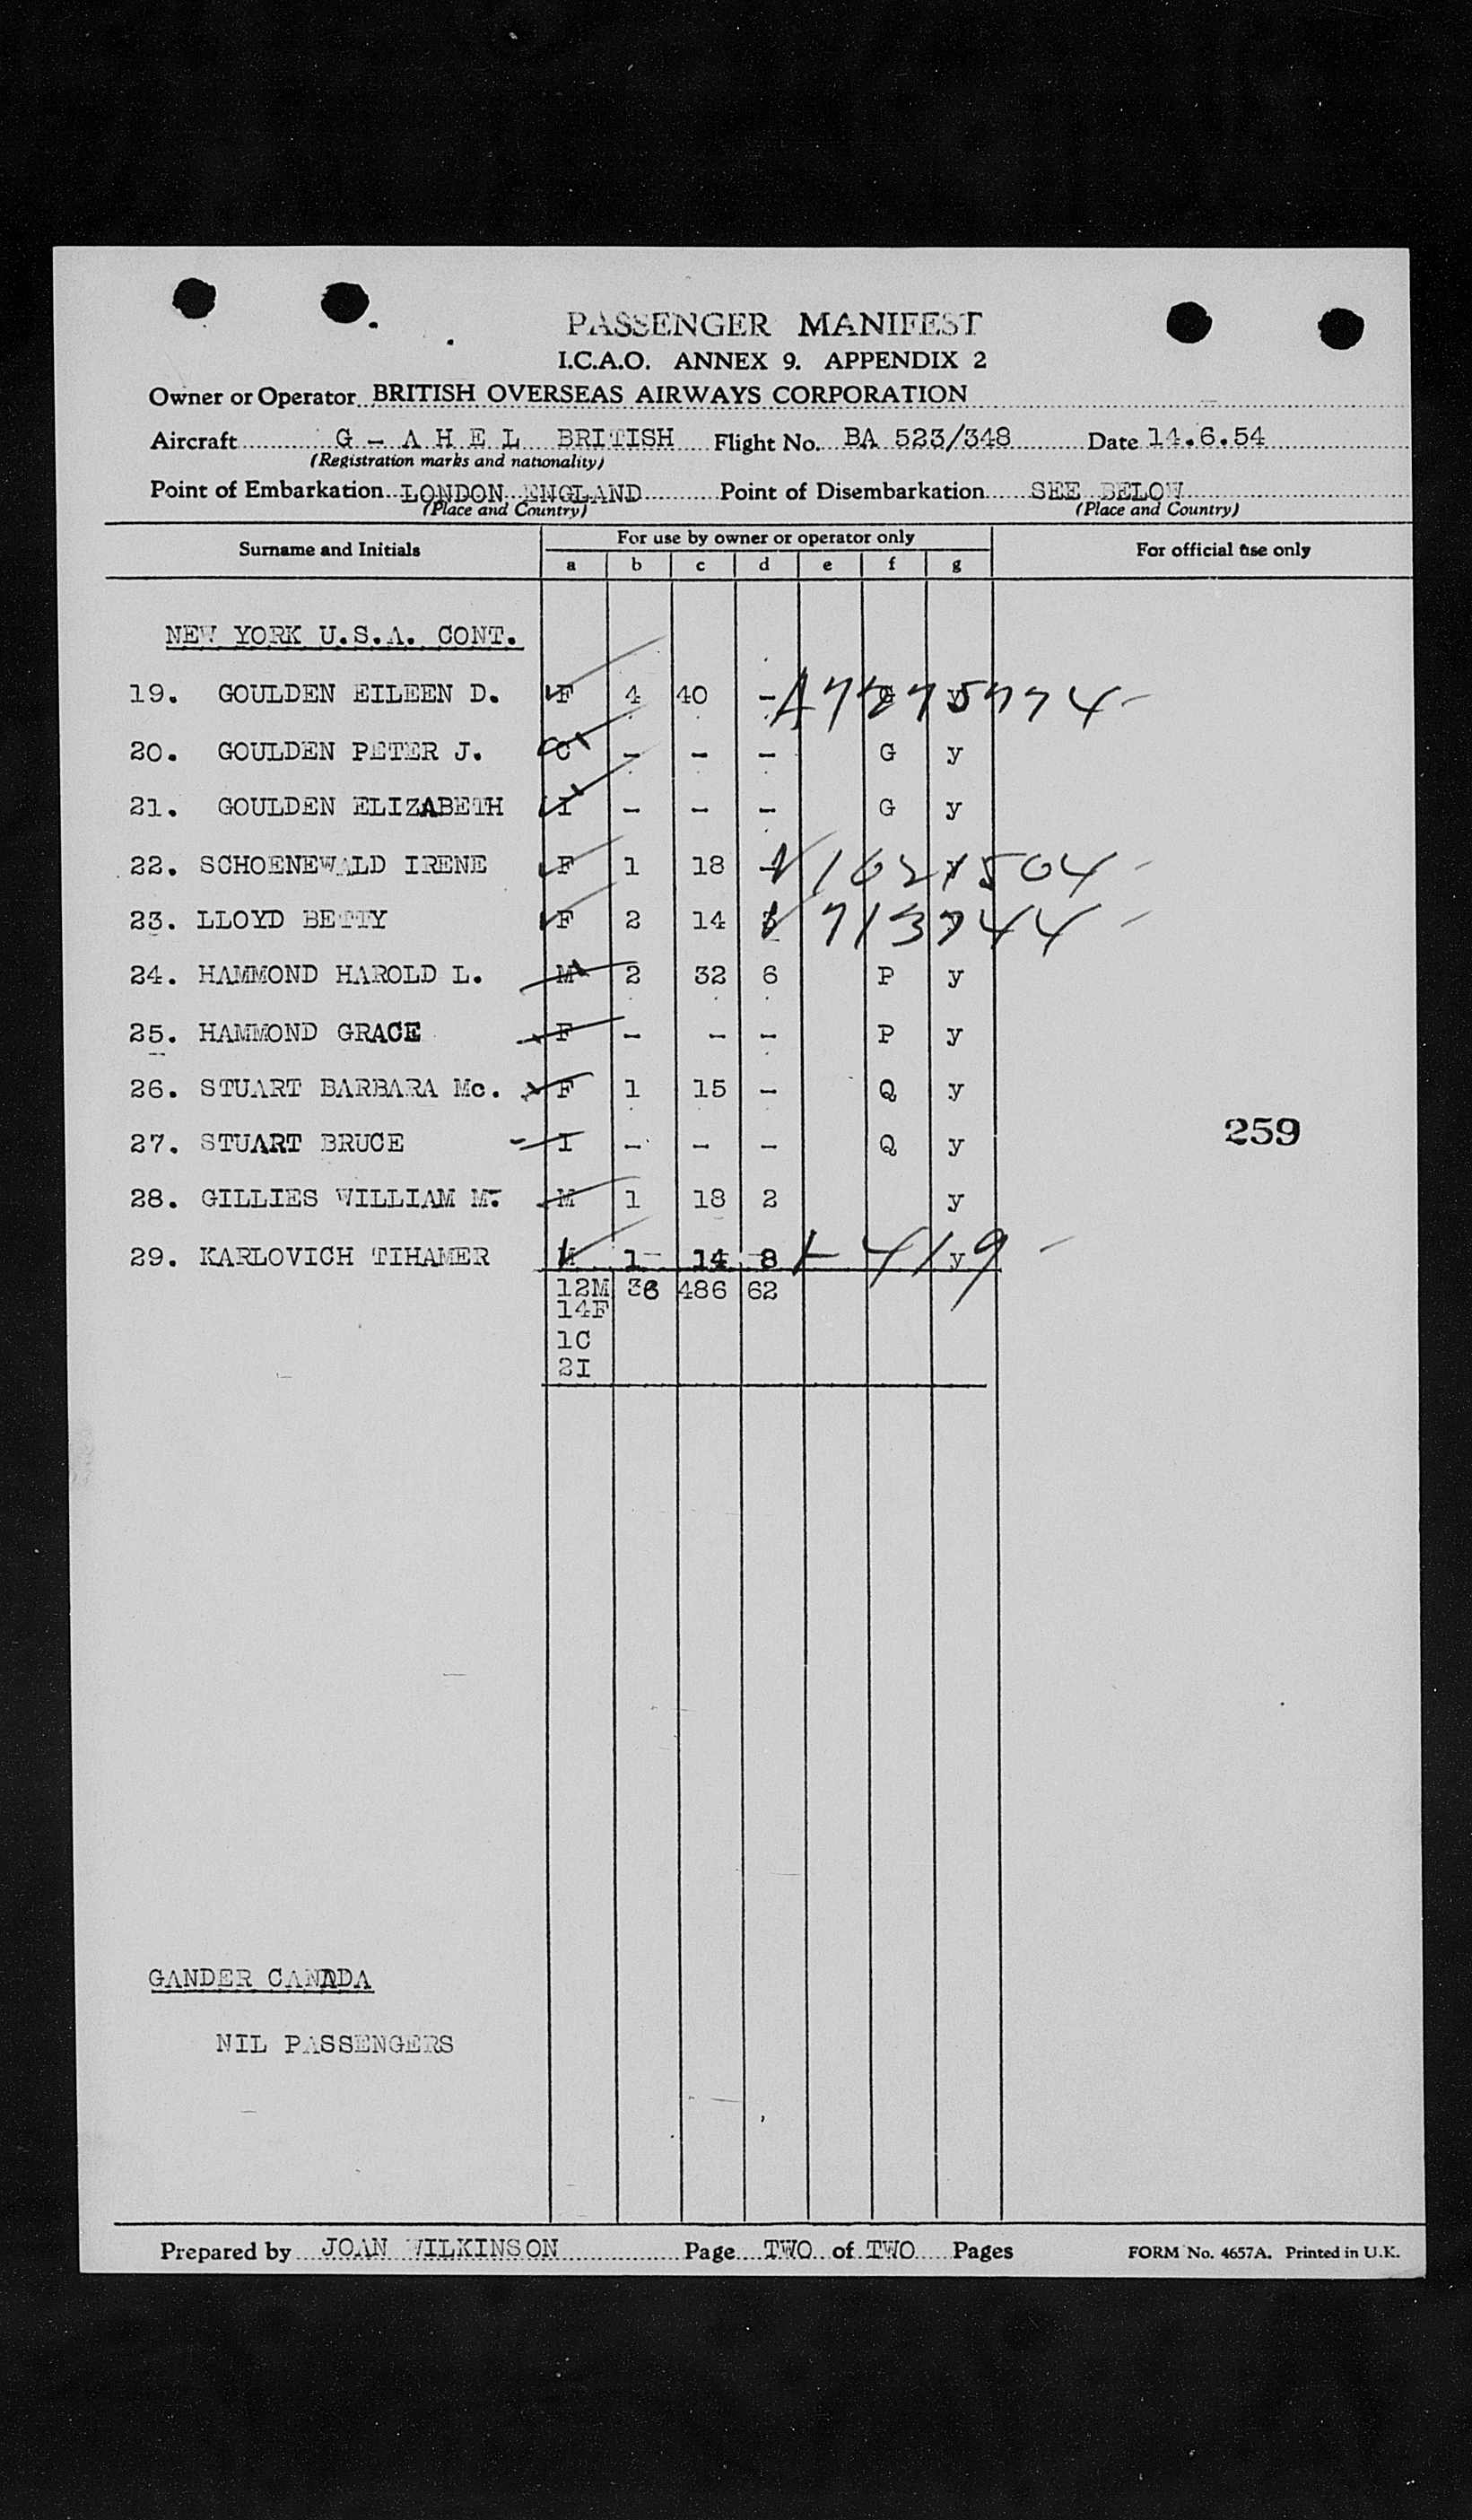 PASSENGER MANIFEST
I.C.A.O. ANNEX 9. APPENDIX 2
Owner or Operator BRITISH OVERSEAS AIRWAYS CORPORATION
Aircraft G - A H E L BRITISH Flight No. BA 523/348 Date 14.6.54
(Registration marks and nationality)
Point of Embarkation LONDON ENGLAND Point of Disembarkation SEE BELOW
(Place and Country) (Place and Country)
Surname and Initials For use by owner or operator only For official use only
a b c d e f g
NEW YORK U.S.A. CONT.
19. GOULDEN EILEEN D. F 4 40 -
20. GOULDEN PETER J. C - - - G y
21. GOULDEN ELIZABETH I - - - G y
22. SCHOENEWALD IRENE F 1 18
23. LLOYD BETTY F 2 14
24. HAMMOND HAROLD L. M 2 32 6 P y
25. HAMMOND GRACE F - - - P y
26. STUART BARBARA Mc. F 1 15 - Q y
27. STUART BRUCE I - - - Q y
259
28. GILLIES WILLIAM M. M 1 18 2 y
29. KARLOVICH TIHAMER M 1 14 8 419 y
12M 36 486 62
14F
1C
2I
GANDER CANADA
NIL PASSENGERS
Prepared by JOAN WILKINSON Page TWO of TWO Pages FORM No. 4657A. Printed in U.K.